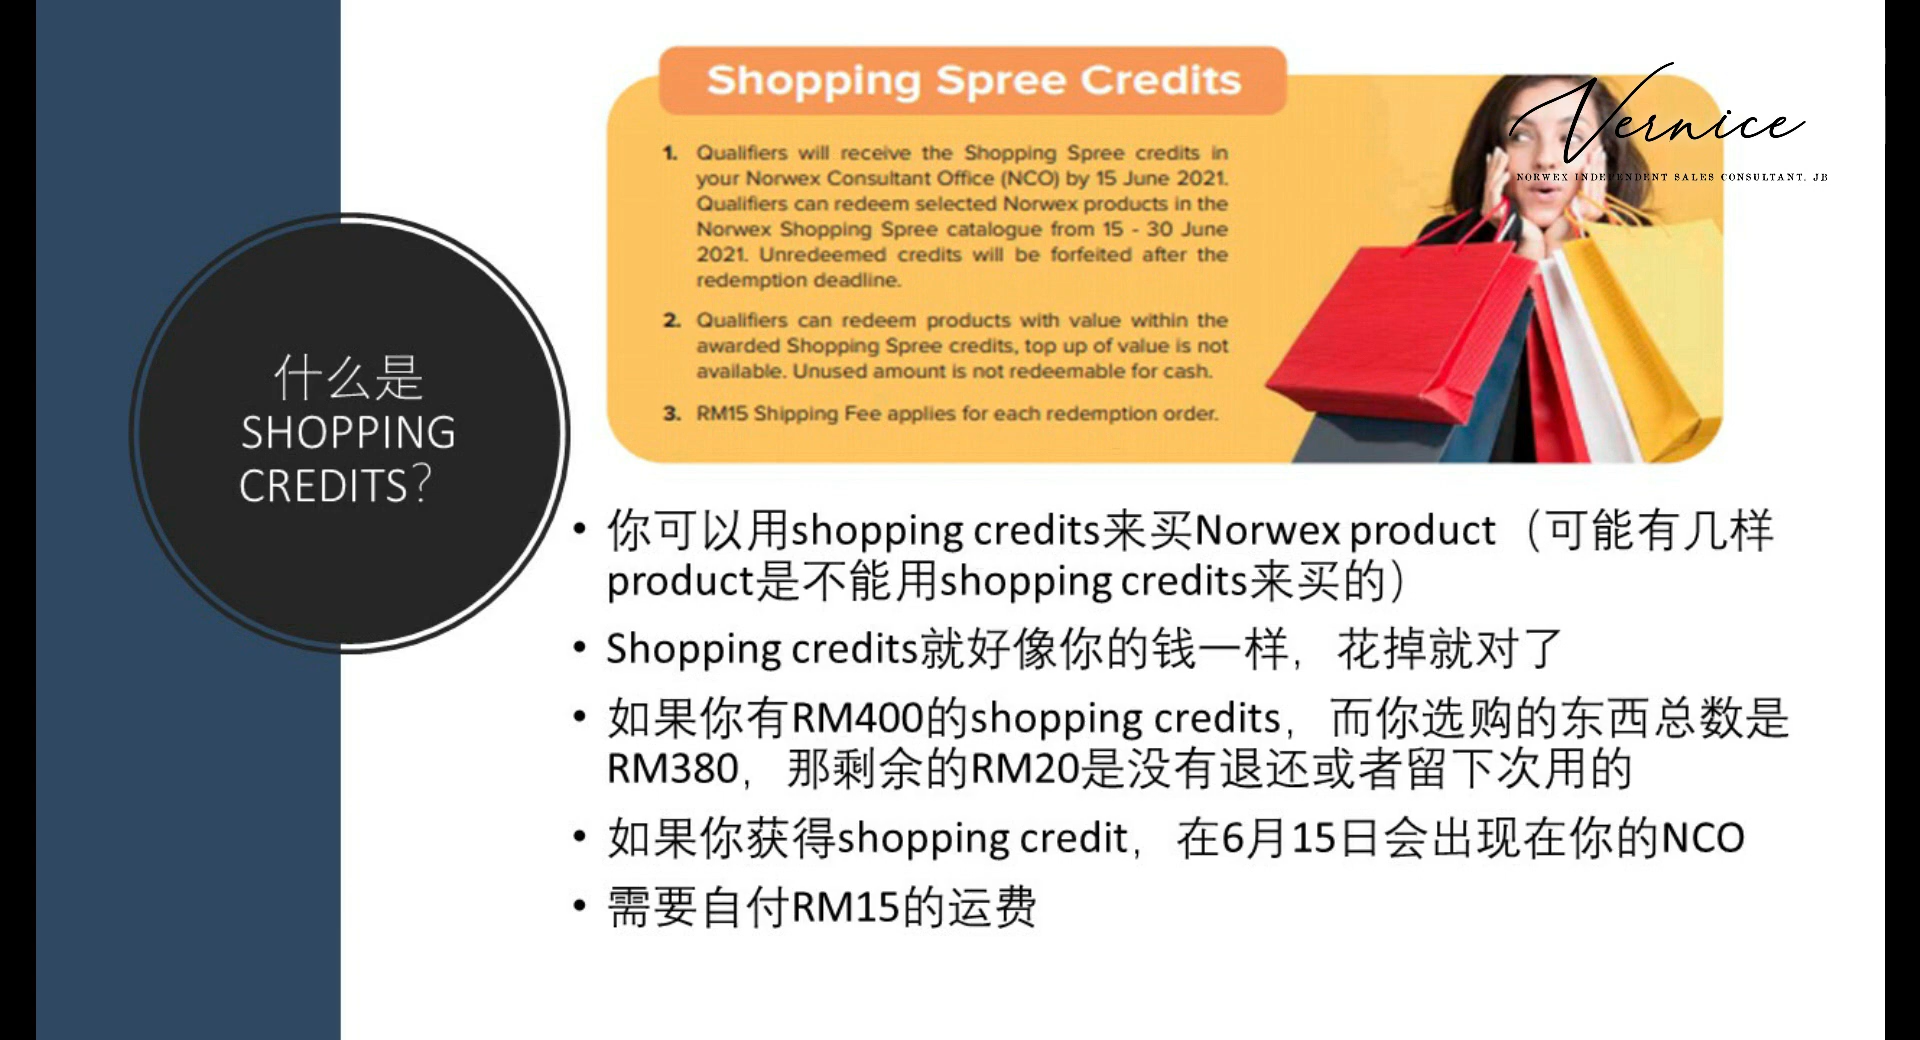 什么是
SHOPPING
CREDITS？
Shopping Spree Credits
1. Qualifiers will receive the Shopping Spree credits in
your Norwex Consultant Office (NCO) by 15 June 2021.
Qualifiers can redeem selected Norwex products in the
Norwex Shopping Spree catalogue from 15 - 30 June
2021. Unredeemed credits will be forfeited after the
redemption deadline.
2. Qualifiers can redeem products with value within the
awarded Shopping Spree credits, top up of value is not
available. Unused amount is not redeemable for cash.
3. RM15 Shipping Fee applies for each redemption order.
Vernice
NORWEX INDEPENDENT SALES CONSULTANT. JB
• 你可以用shopping credits来买Norwex product（可能有几样
product是不能用shopping credits来买的）
• Shopping credits就好像你的钱一样，花掉就对了
• 如果你有RM400的shopping credits，而你选购的东西总数是
RM380，那剩余的RM20是没有退还或者留下次用的
• 如果你获得shopping credit，在6月15日会出现在你的NCO
• 需要自付RM15的运费